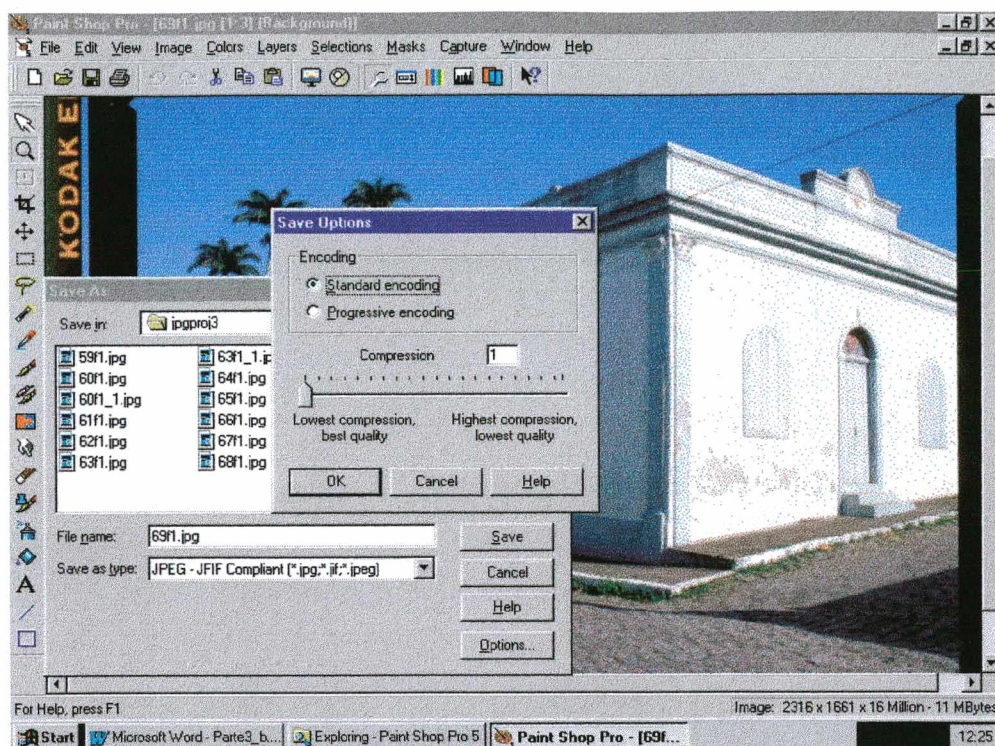 Paint Shop Pro - [69f1.jpg [1:3] (Background)]
File Edit View Image Colors Layers Selections Masks Capture Window Help
KODAK E
Save Options
Encoding
Standard encoding
Progressive encoding
Compression 1
Lowest compression, best quality
Highest compression, lowest quality
OK Cancel Help
Save As
Save in: jpgproj3
59f1.jpg 63f1_1.jp
60f1.jpg 64f1.jpg
60f1_1.jpg 65f1.jpg
61f1.jpg 66f1.jpg
62f1.jpg 67f1.jpg
63f1.jpg 68f1.jpg
File name: 69f1.jpg Save
Save as type: JPEG - JFIF Compliant (*.jpg;*.jif;*.jpeg) Cancel
Help
Options...
For Help, press F1 Image: 2316 x 1661 x 16 Million - 11 MBytes
Start Microsoft Word - Parte3_b... Exploring - Paint Shop Pro 5 Paint Shop Pro - [69f... 12:25